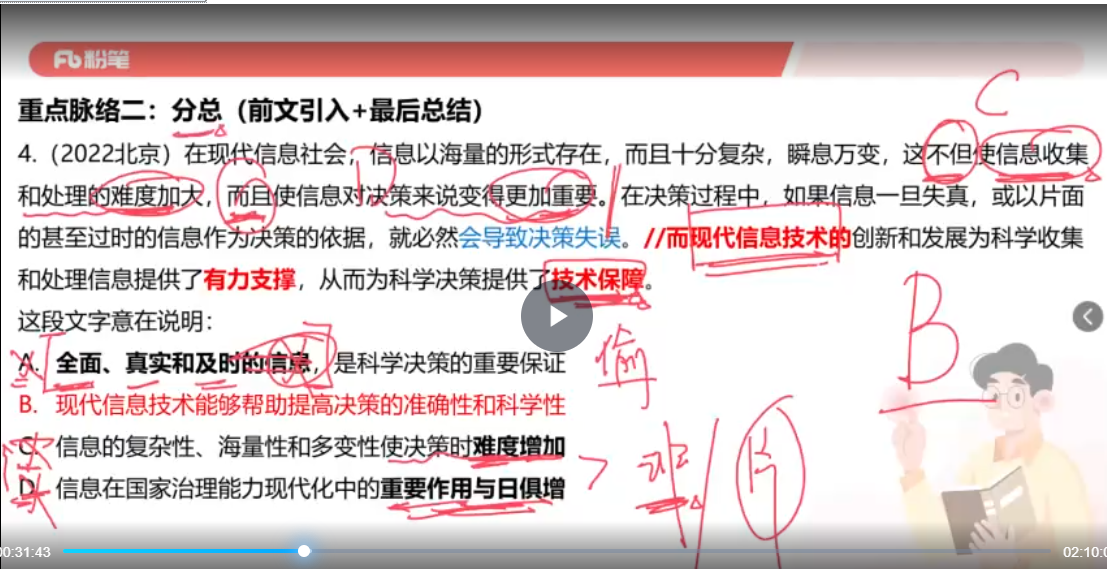 粉笔
重点脉络二：分总（前文引入+最后总结）
C
4.（2022北京）在现代信息社会，信息以海量的形式存在，而且十分复杂，瞬息万变，这不但使信息收集
和处理的难度加大，而且使信息对决策来说变得更加重要。在决策过程中，如果信息一旦失真，或以片面
的甚至过时的信息作为决策的依据，就必然会导致决策失误。//而现代信息技术的创新和发展为科学收集
和处理信息提供了有力支撑，从而为科学决策提供了技术保障。
这段文字意在说明：
A. 全面、真实和及时的信息，是科学决策的重要保证
偷
B
B. 现代信息技术能够帮助提高决策的准确性和科学性
C. 信息的复杂性、海量性和多变性使决策时难度增加
D. 信息在国家治理能力现代化中的重要作用与日俱增
00:31:43